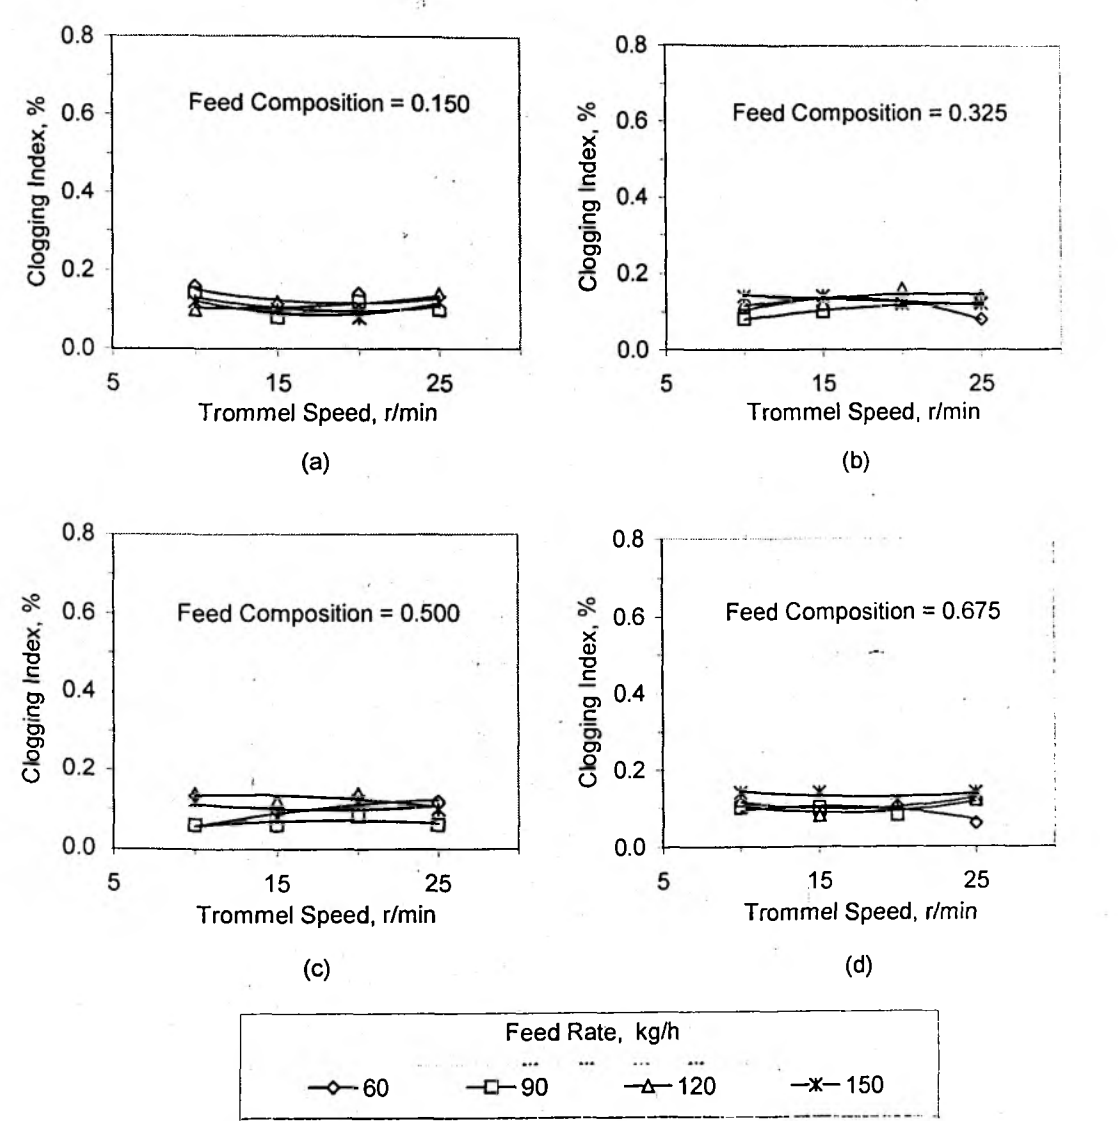 0.8
0.6
0.4
0.2
0.0
Clogging Index, %
Feed Composition = 0.150
5 15 25
Trommel Speed, r/min
(a)
0.8
0.6
0.4
0.2
0.0
Clogging Index, %
Feed Composition = 0.325
5 15 25
Trommel Speed, r/min
(b)
0.8
0.6
0.4
0.2
0.0
Clogging Index, %
Feed Composition = 0.500
5 15 25
Trommel Speed, r/min
(c)
0.8
0.6
0.4
0.2
0.0
Clogging Index, %
Feed Composition = 0.675
5 15 25
Trommel Speed, r/min
(d)
Feed Rate, kg/h
60 90 120 150